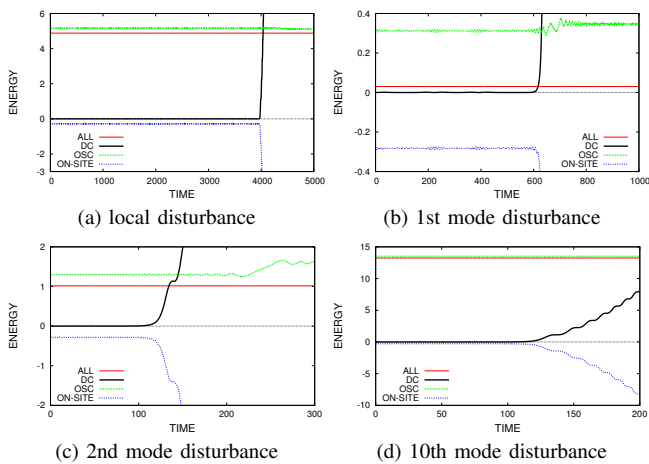 6
5
4
3
2
1
0
-1
-2
-3
ENERGY
ALL
DC
OSC
ON-SITE
0
1000
2000
3000
4000
5000
TIME
(a) local disturbance
0.4
0.2
0
-0.2
-0.4
ENERGY
ALL
DC
OSC
ON-SITE
0
200
400
600
800
1000
TIME
(b) 1st mode disturbance
2
1
0
-1
-2
ENERGY
ALL
DC
OSC
ON-SITE
0
100
200
300
TIME
(c) 2nd mode disturbance
15
10
5
0
-5
-10
ENERGY
ALL
DC
OSC
ON-SITE
0
50
100
150
200
TIME
(d) 10th mode disturbance